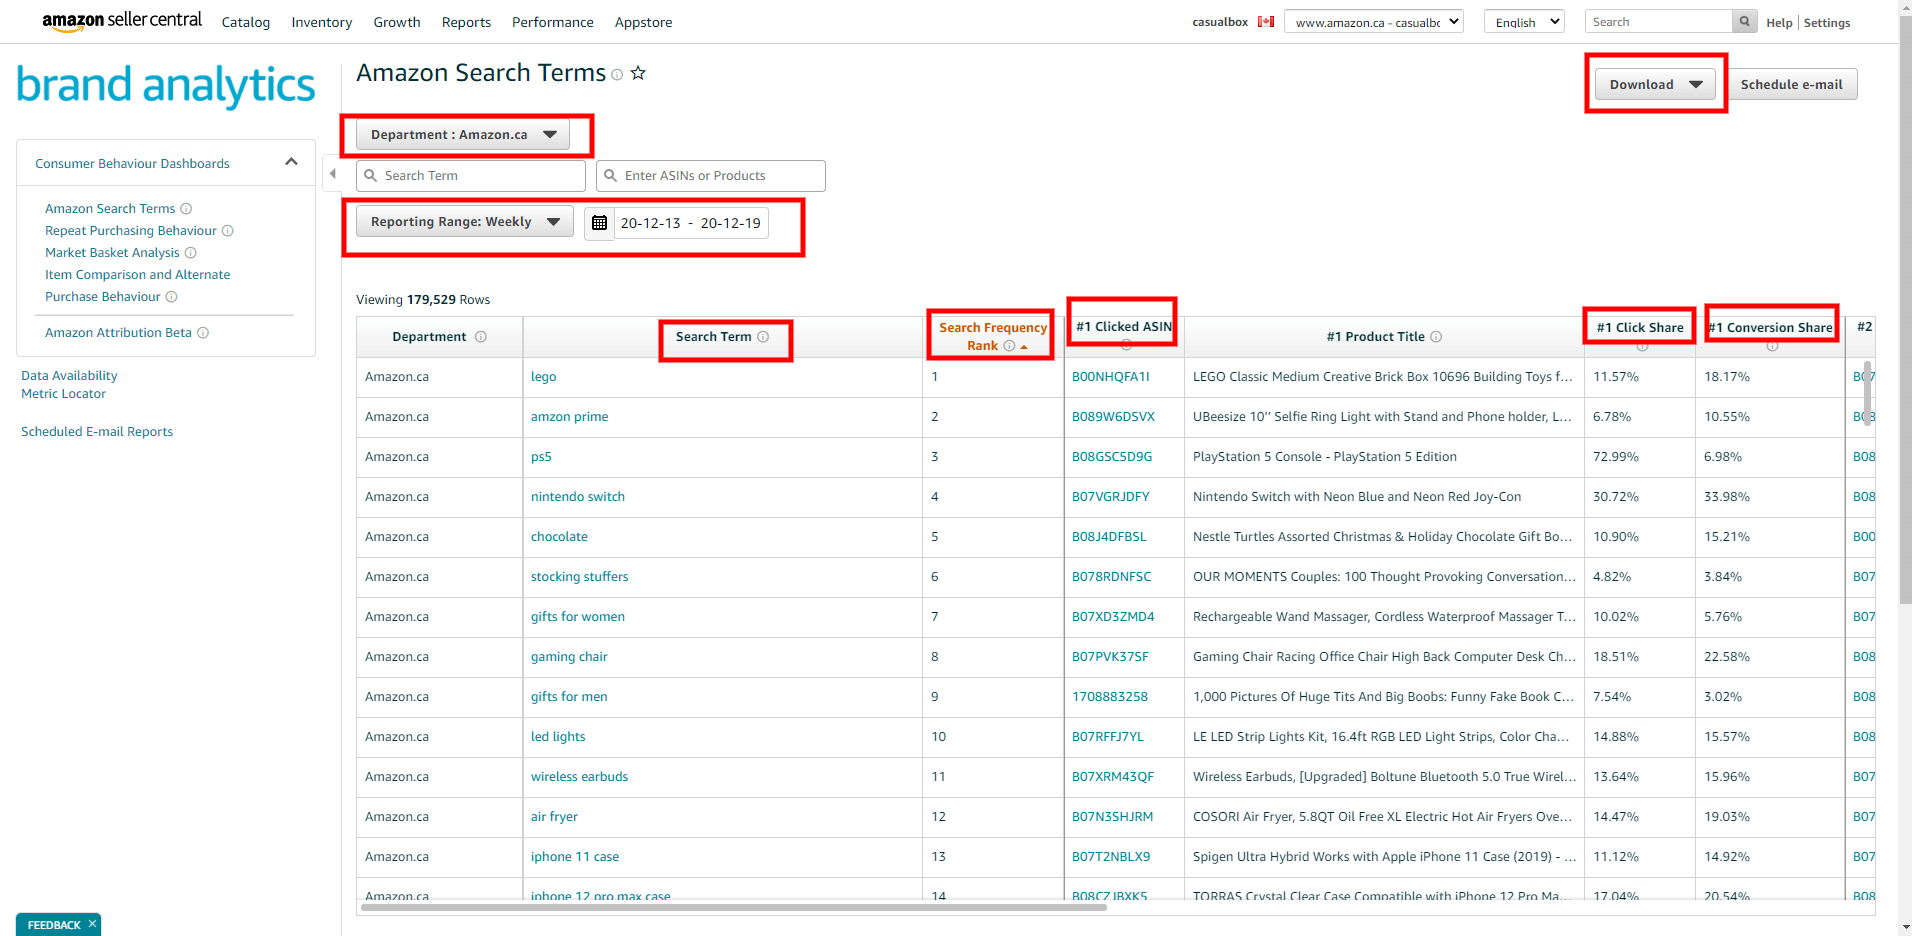 amazon seller central Catalog Inventory Growth Reports Performance Appstore casualbox www.amazon.ca - casualbo English Search Help Settings
brand analytics
Amazon Search Terms
Download Schedule e-mail
Department : Amazon.ca
Search Term Enter ASINs or Products
Reporting Range: Weekly 20-12-13 - 20-12-19
Consumer Behaviour Dashboards
Amazon Search Terms
Repeat Purchasing Behaviour
Market Basket Analysis
Item Comparison and Alternate
Purchase Behaviour
Amazon Attribution Beta
Data Availability
Metric Locator
Scheduled E-mail Reports
Viewing 179,529 Rows
Department Search Term Search Frequency Rank #1 Clicked ASIN #1 Product Title #1 Click Share #1 Conversion Share #2
Amazon.ca lego 1 B00NHQFA1I LEGO Classic Medium Creative Brick Box 10696 Building Toys f... 11.57% 18.17% B07
Amazon.ca amzon prime 2 B089W6DSVX UBeesize 10’’ Selfie Ring Light with Stand and Phone holder, L... 6.78% 10.55% B08
Amazon.ca ps5 3 B08GSC5D9G PlayStation 5 Console - PlayStation 5 Edition 72.99% 6.98% B08
Amazon.ca nintendo switch 4 B07VGRJDFY Nintendo Switch with Neon Blue and Neon Red Joy-Con 30.72% 33.98% B08
Amazon.ca chocolate 5 B08J4DFBSL Nestle Turtles Assorted Christmas & Holiday Chocolate Gift Bo... 10.90% 15.21% B00
Amazon.ca stocking stuffers 6 B078RDNFSC OUR MOMENTS Couples: 100 Thought Provoking Conversation... 4.82% 3.84% B07
Amazon.ca gifts for women 7 B07XD3ZMD4 Rechargeable Wand Massager, Cordless Waterproof Massager T... 10.02% 5.76% B07
Amazon.ca gaming chair 8 B07PVK37SF Gaming Chair Racing Office Chair High Back Computer Desk Ch... 18.51% 22.58% B08
Amazon.ca gifts for men 9 1708883258 1,000 Pictures Of Huge Tits And Big Boobs: Funny Fake Book C... 7.54% 3.02% B08
Amazon.ca led lights 10 B07RFFJ7YL LE LED Strip Lights Kit, 16.4ft RGB LED Light Strips, Color Cha... 14.88% 15.57% B08
Amazon.ca wireless earbuds 11 B07XRM43QF Wireless Earbuds, [Upgraded] Boltune Bluetooth 5.0 True Wirel... 13.64% 15.96% B07
Amazon.ca air fryer 12 B07N3SHJRM COSORI Air Fryer, 5.8QT Oil Free XL Electric Hot Air Fryers Ove... 14.47% 19.03% B07
Amazon.ca iphone 11 case 13 B07T2NBLX9 Spigen Ultra Hybrid Works with Apple iPhone 11 Case (2019) - ... 11.12% 14.92% B07
Amazon.ca iphone 12 pro max case 14 B08CZJBXK5 TORRAS Crystal Clear Case Compatible with iPhone 12 Pro Ma... 17.04% 20.54% B08
FEEDBACK